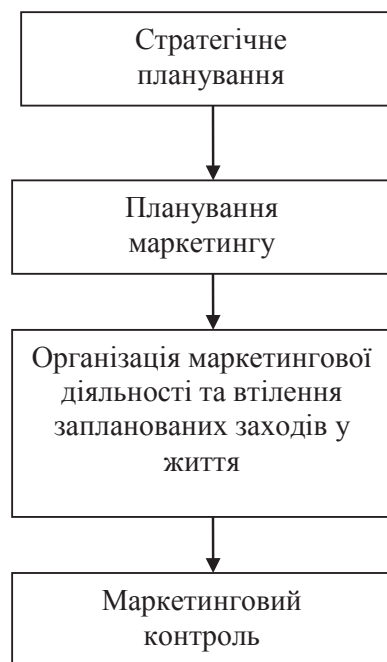 Стратегічне
планування
Планування
маркетингу
Організація маркетингової
діяльності та втілення
запланованих заходів у
життя
Маркетинговий
контроль